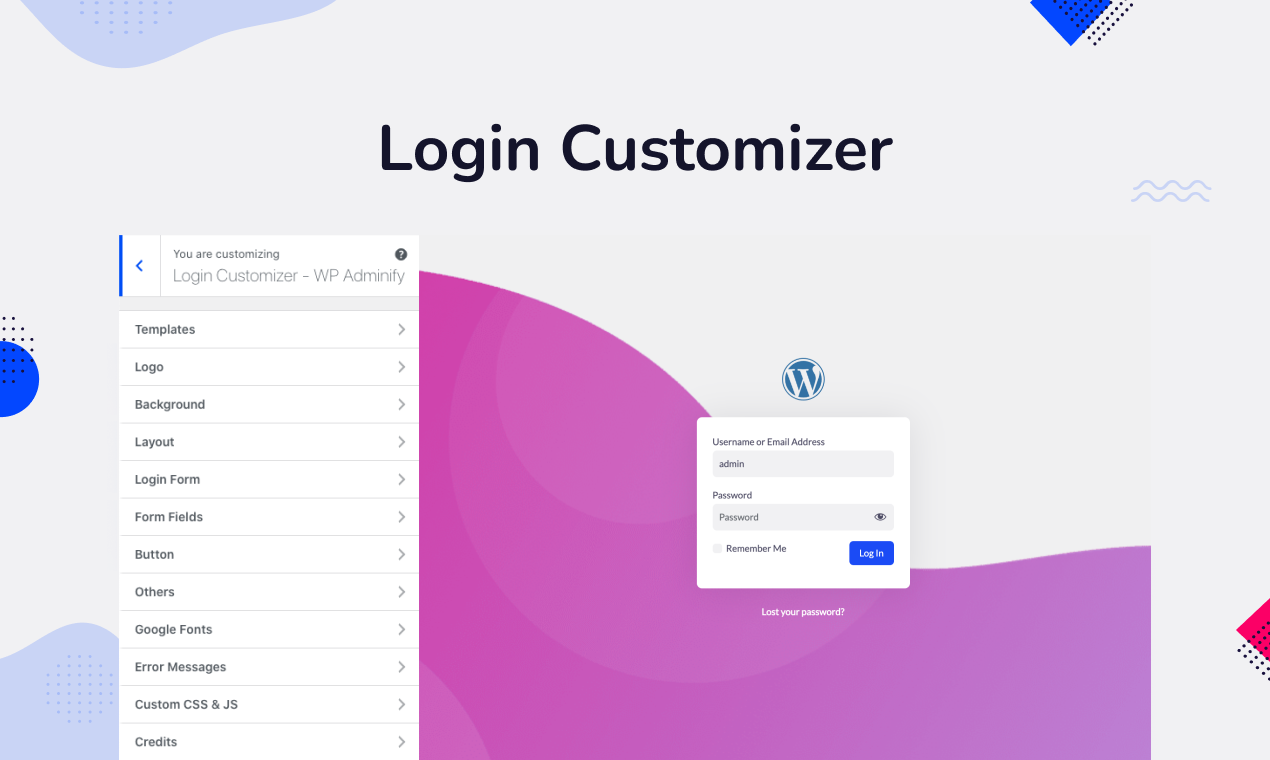 Login Customizer
You are customizing
Login Customizer – WP Adminify
Templates
Logo
Background
Layout
Login Form
Form Fields
Button
Others
Google Fonts
Error Messages
Custom CSS & JS
Credits
Username or Email Address
admin
Password
Password
Remember Me
Log In
Lost your password?